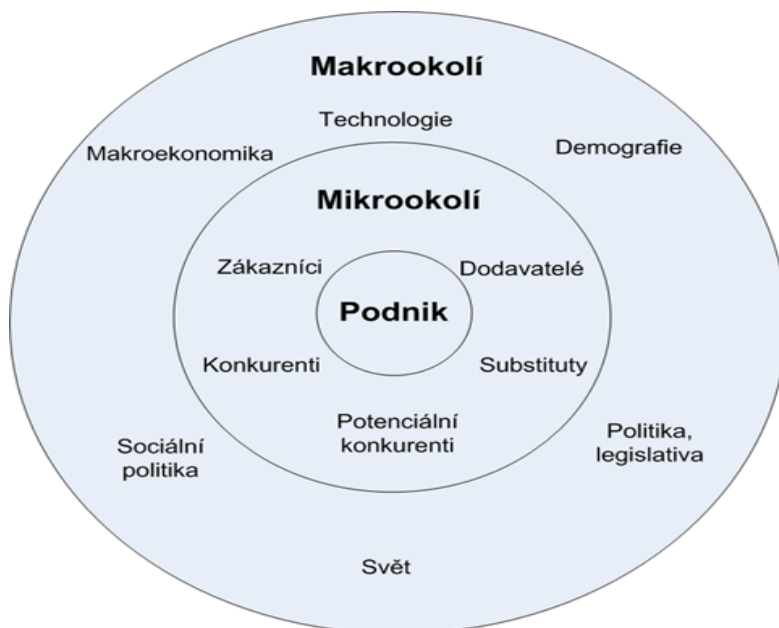 Makrookolí
Technologie
Makroekonomika
Demografie
Mikrookolí
Zákazníci
Dodavatelé
Podnik
Konkurenti
Substituty
Potenciální
konkurenti
Sociální
politika
Politika,
legislativa
Svět